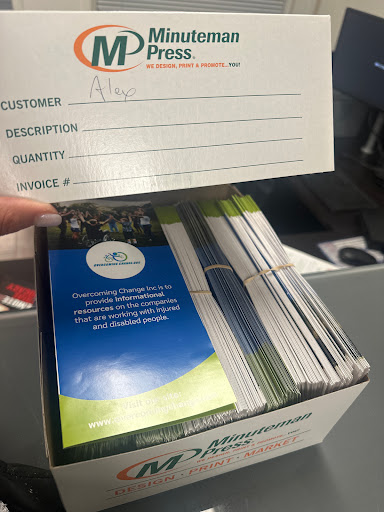 Minuteman
Press.
WE DESIGN, PRINT & PROMOTE...YOU!
CUSTOMER Alex
DESCRIPTION
QUANTITY
INVOICE #
Overcoming Change Inc is to
provide informational
resources on the companies
that are working with injured
and disabled people.
Minuteman
Press
DESIGN • PRINT • MARKET